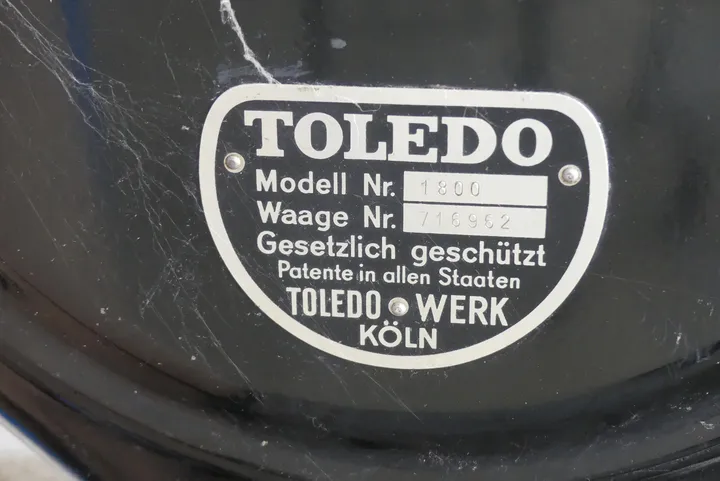 TOLEDO
Modell Nr. 1800
Waage Nr. 716962
Gesetzlich geschützt
Patente in allen Staaten
TOLEDO WERK
KÖLN